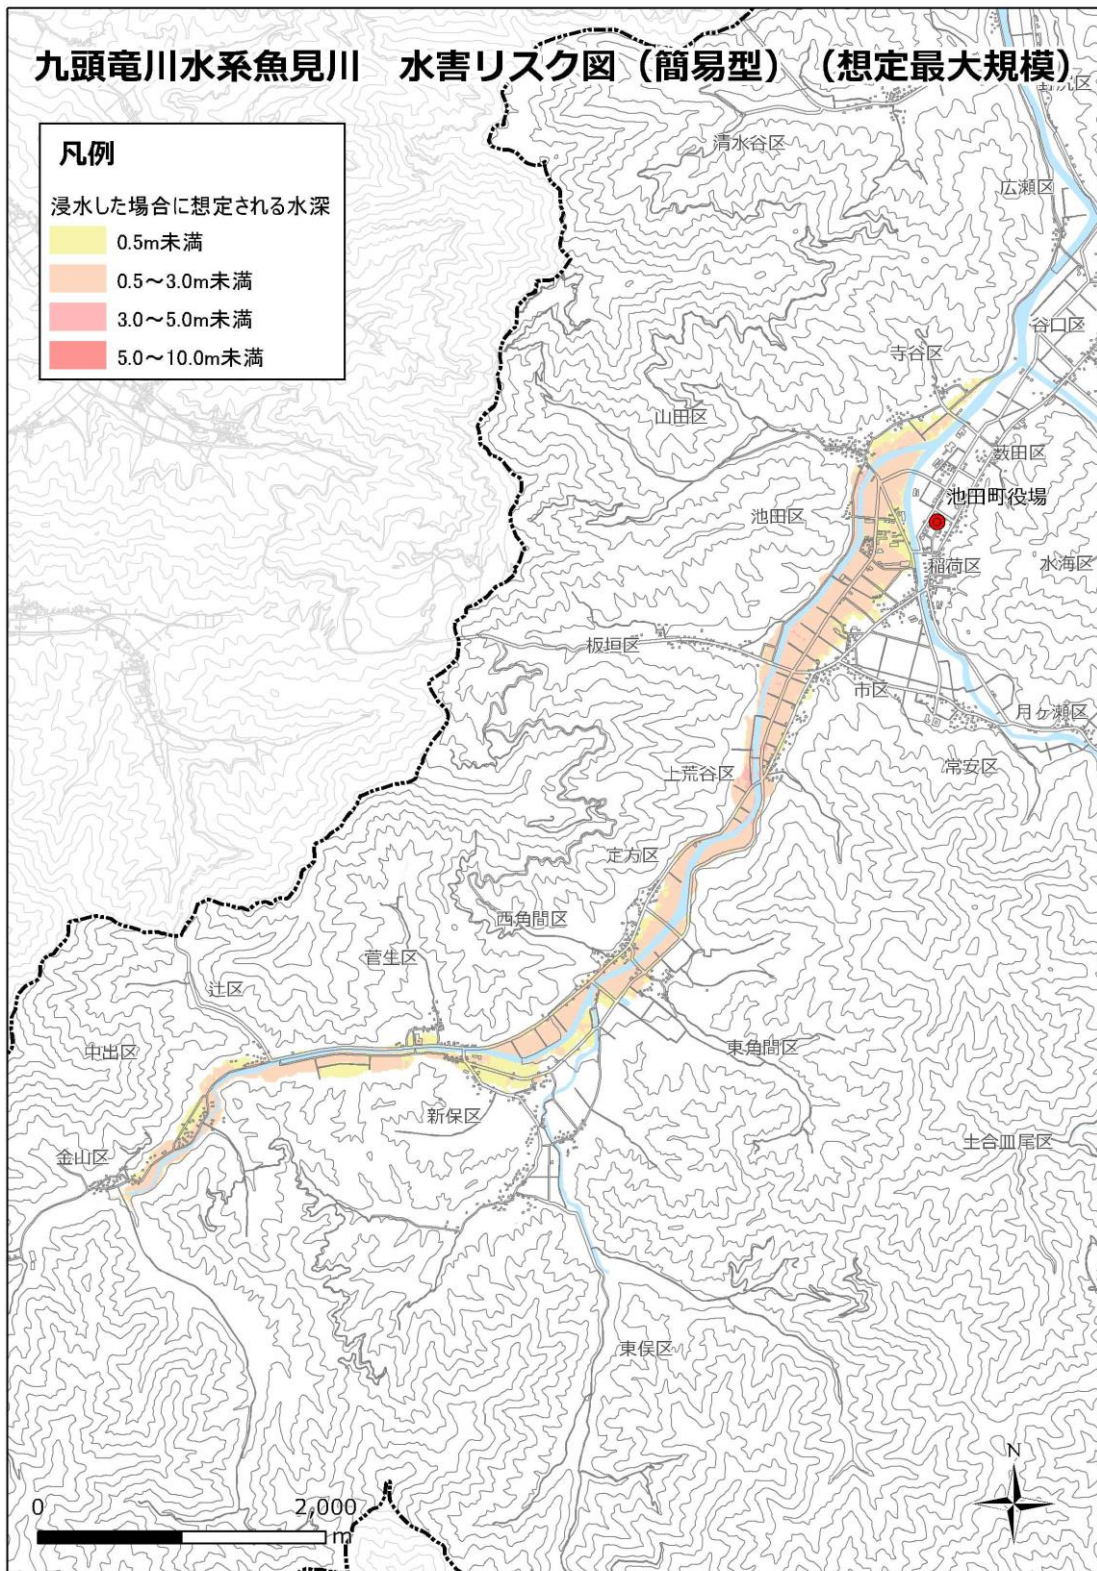 九頭竜川水系魚見川　水害リスク図（簡易型）（想定最大規模）
凡例
浸水した場合に想定される水深
0.5m未満
0.5～3.0m未満
3.0～5.0m未満
5.0～10.0m未満
清水谷区
広瀬区
谷口区
寺谷区
山田区
薮田区
池田町役場
池田区
稲荷区
水海区
板垣区
市区
月ヶ瀬区
常安区
上荒谷区
定方区
西角間区
菅生区
辻区
中出区
東角間区
新保区
金山区
土合皿尾区
東俣区
N
0 2,000
m